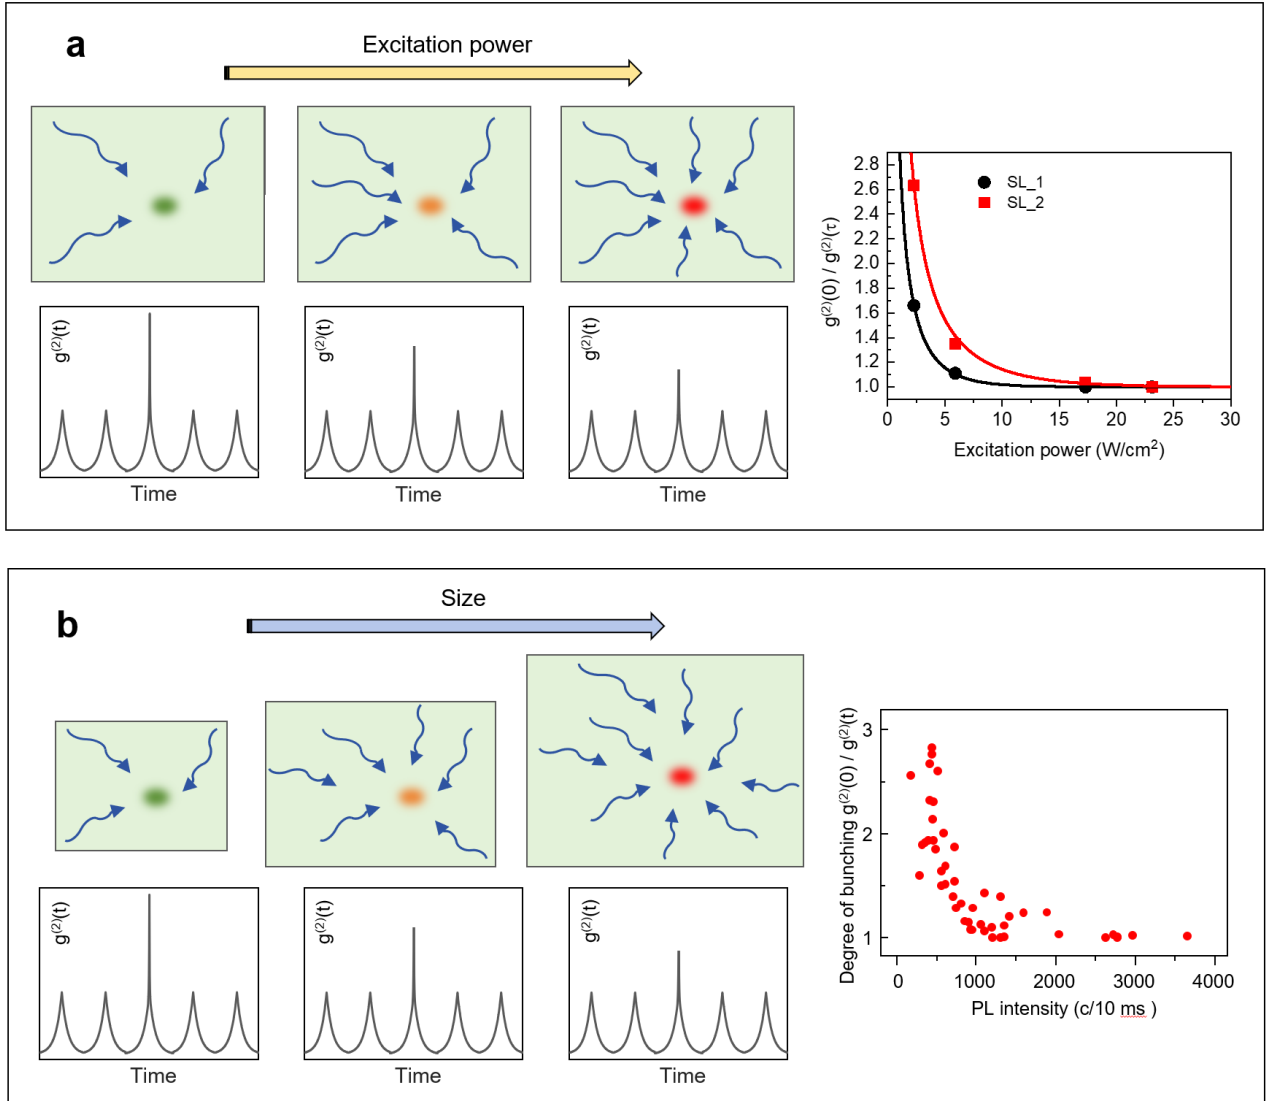 a
Excitation power
g⁽²⁾(t)
g⁽²⁾(t)
g⁽²⁾(t)
Time
Time
Time
g⁽²⁾(0) / g⁽²⁾(τ)
2.8
2.6
2.4
2.2
2.0
1.8
1.6
1.4
1.2
1.0
SL_1
SL_2
0 5 10 15 20 25 30
Excitation power (W/cm²)
b
Size
g⁽²⁾(t)
g⁽²⁾(t)
g⁽²⁾(t)
Time
Time
Time
Degree of bunching g⁽²⁾(0) / g⁽²⁾(t)
3
2
1
0 1000 2000 3000 4000
PL intensity (c/10 ms )